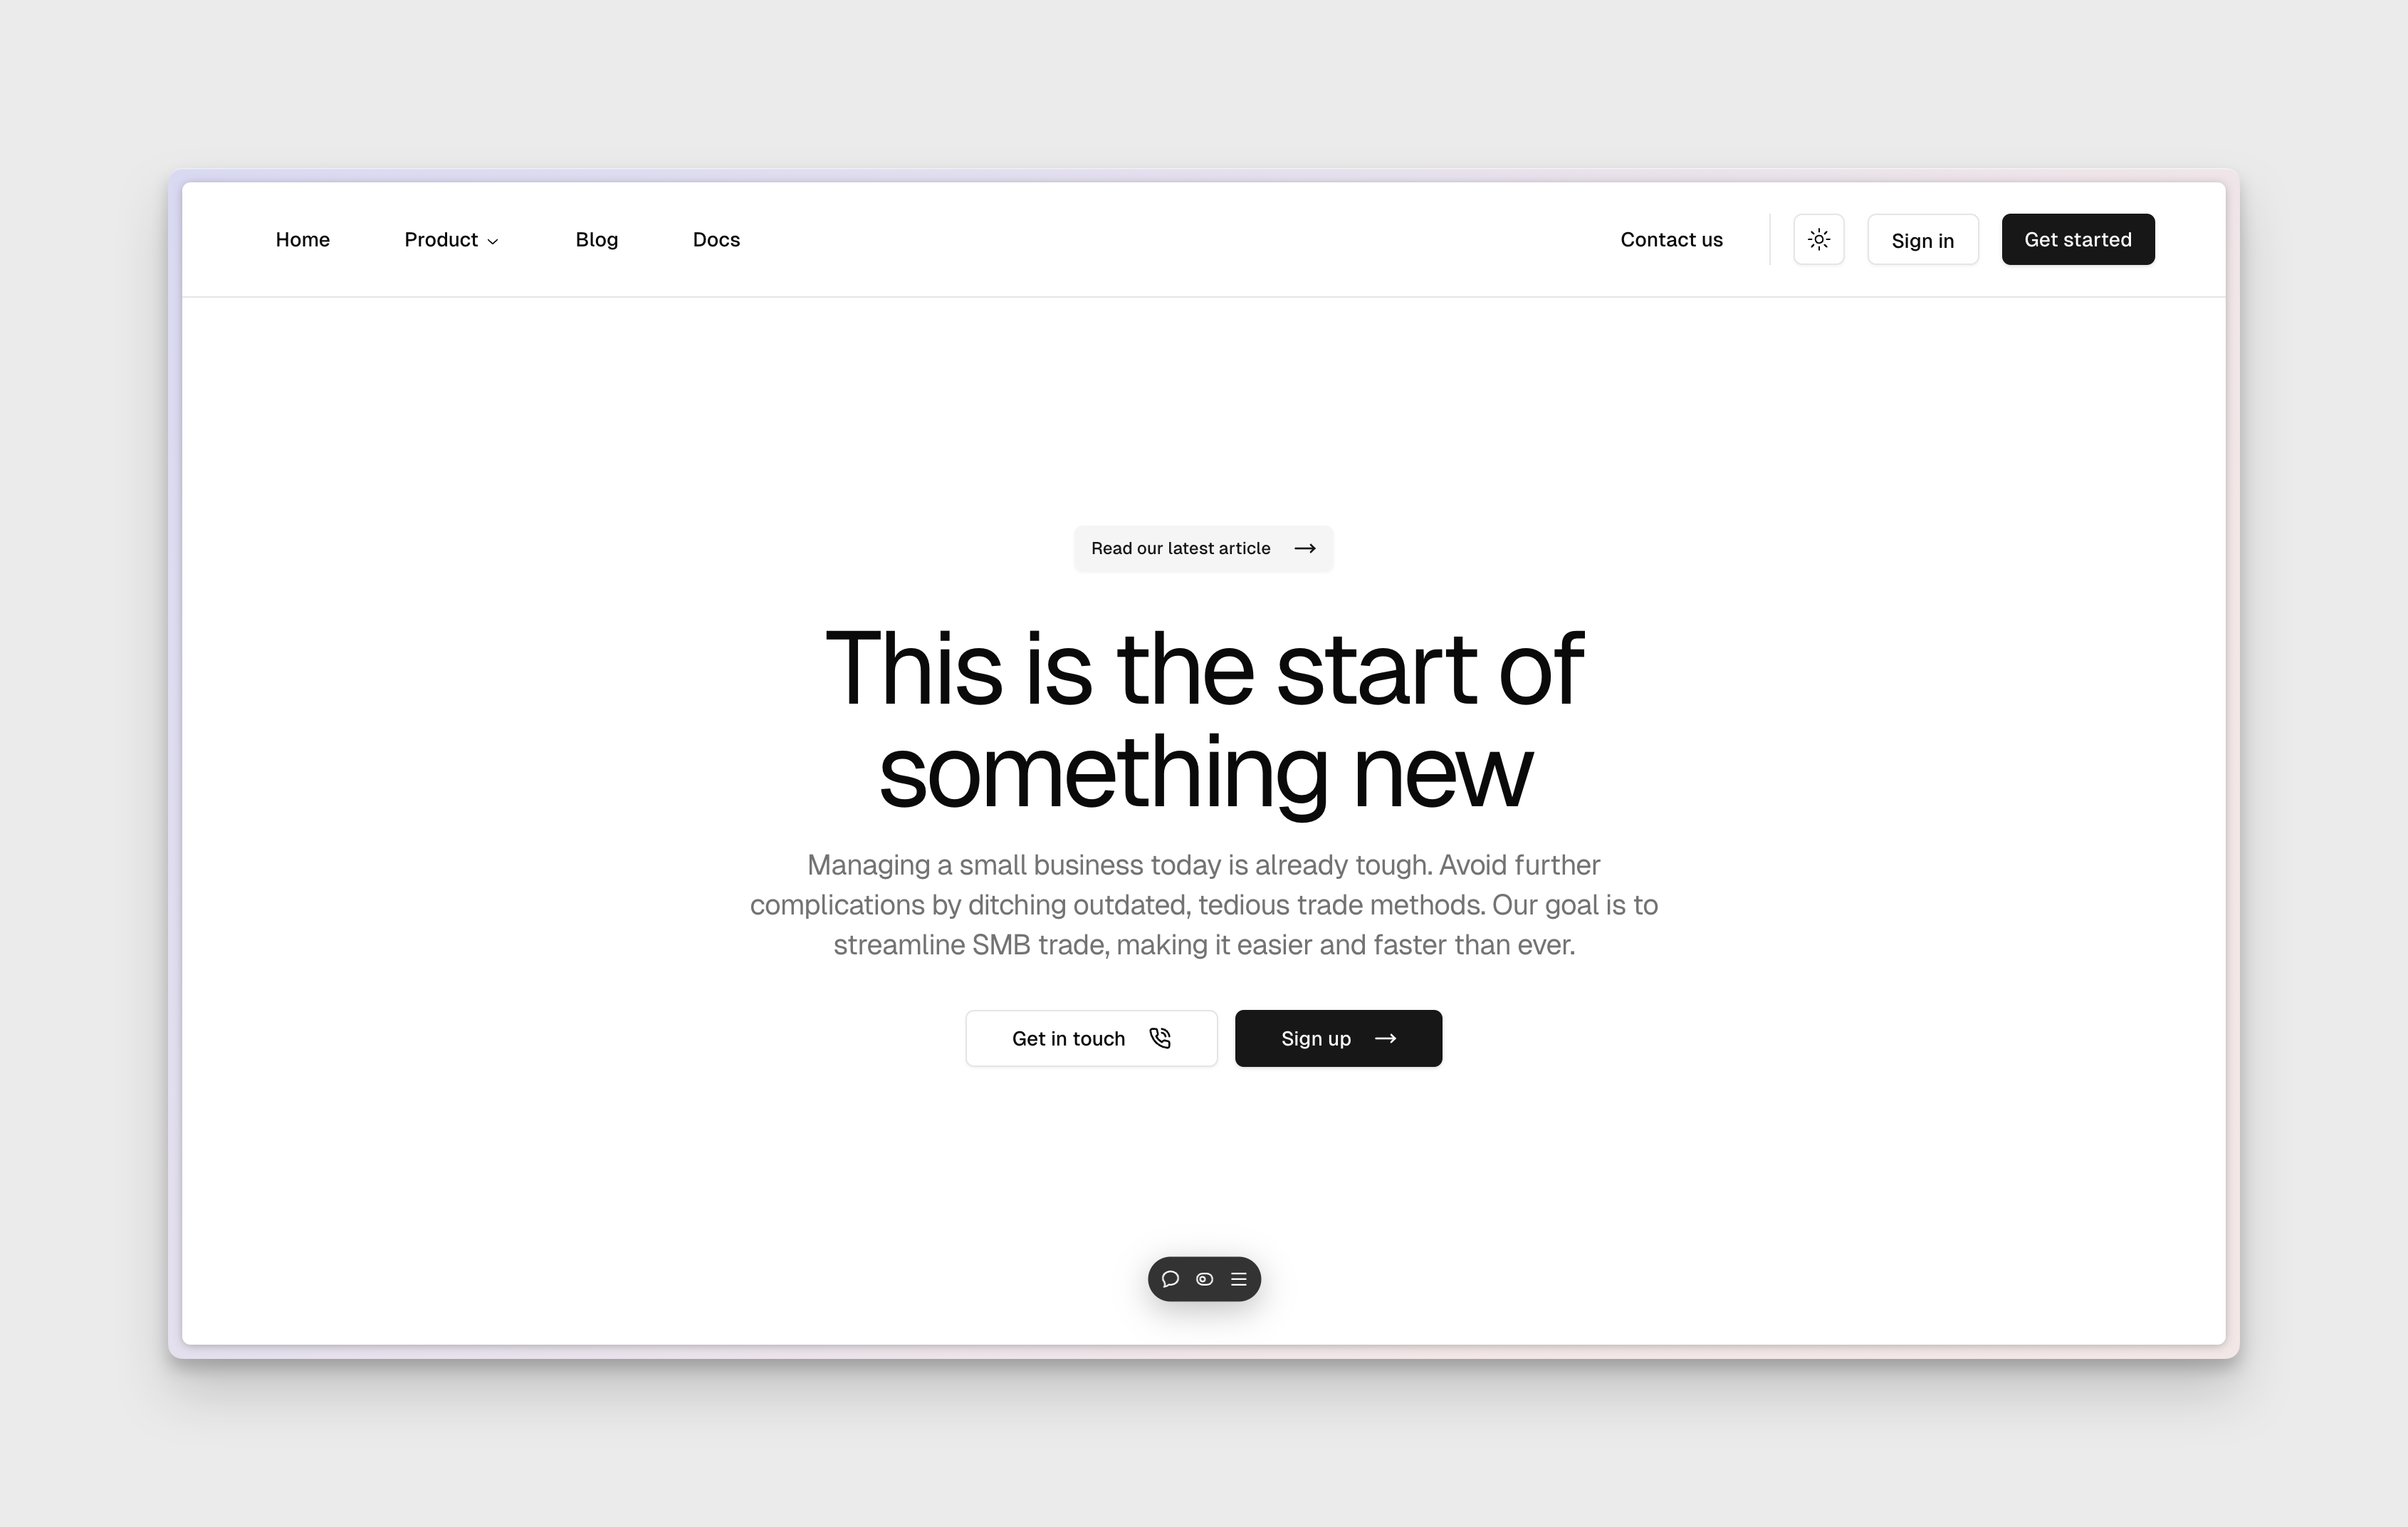 Home Product Blog Docs Contact us Sign in Get started
Read our latest article
This is the start of
something new
Managing a small business today is already tough. Avoid further
complications by ditching outdated, tedious trade methods. Our goal is to
streamline SMB trade, making it easier and faster than ever.
Get in touch Sign up